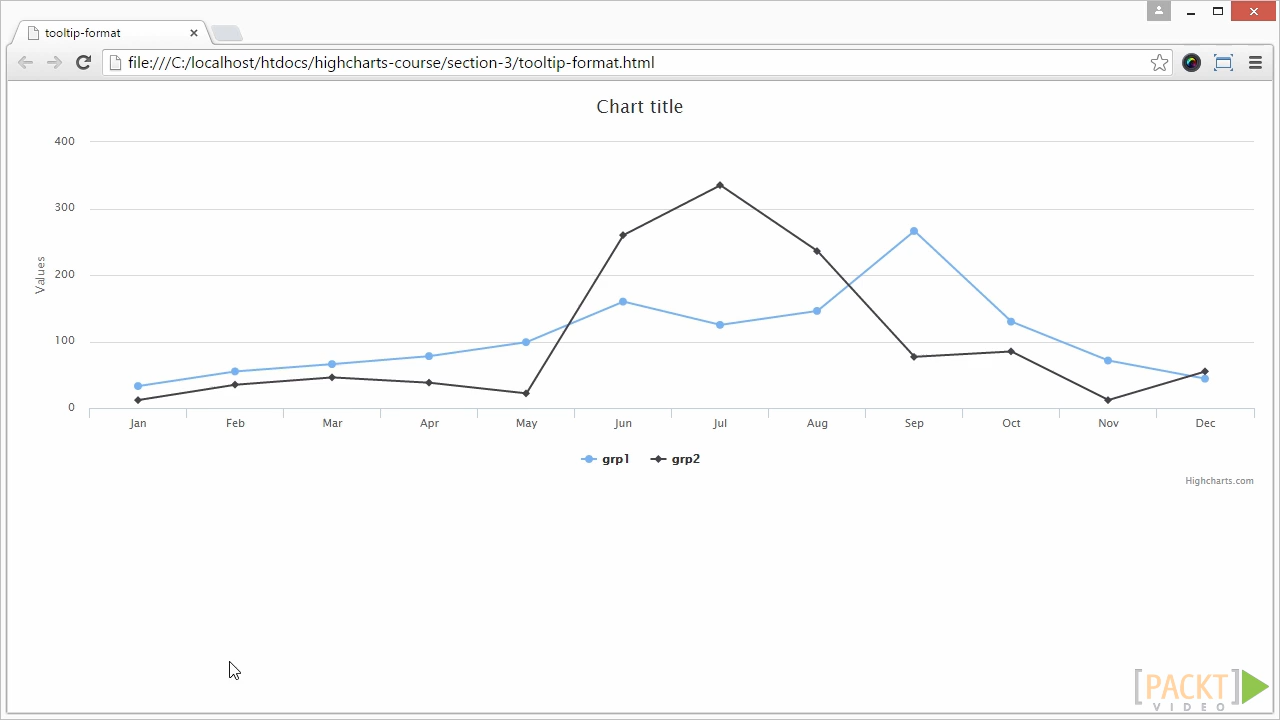 tooltip-format
file:///C:/localhost/htdocs/highcharts-course/section-3/tooltip-format.html
Chart title
400
300
200
100
0
Values
Jan Feb Mar Apr May Jun Jul Aug Sep Oct Nov Dec
grp1 grp2
Highcharts.com
[PACKT]
VIDEO